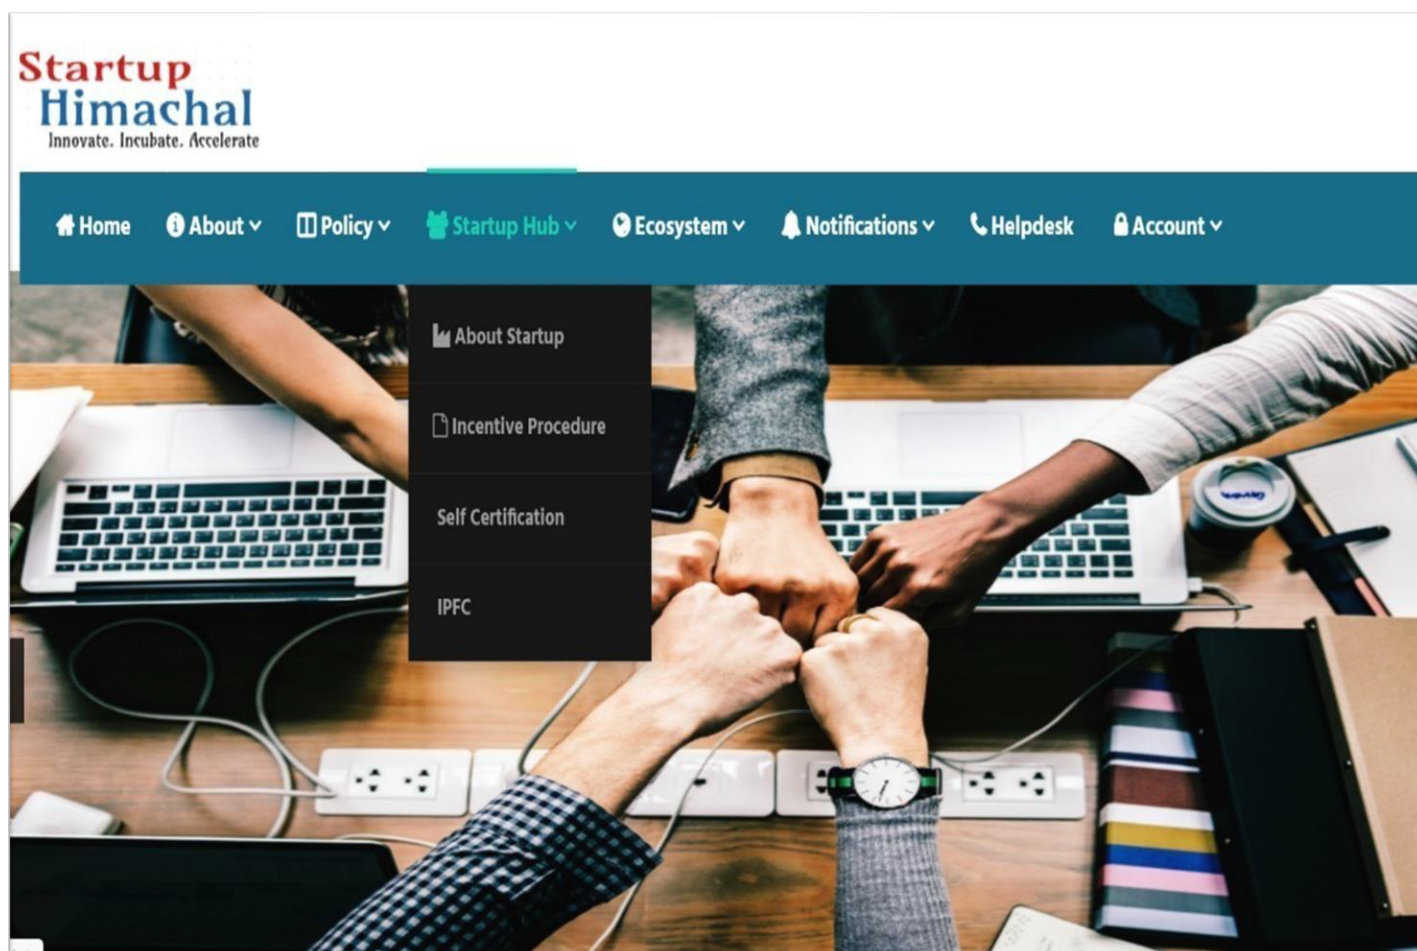 Startup
Himachal
Innovate. Incubate. Accelerate
Home About Policy Startup Hub Ecosystem Notifications Helpdesk Account
About Startup
Incentive Procedure
Self Certification
IPFC